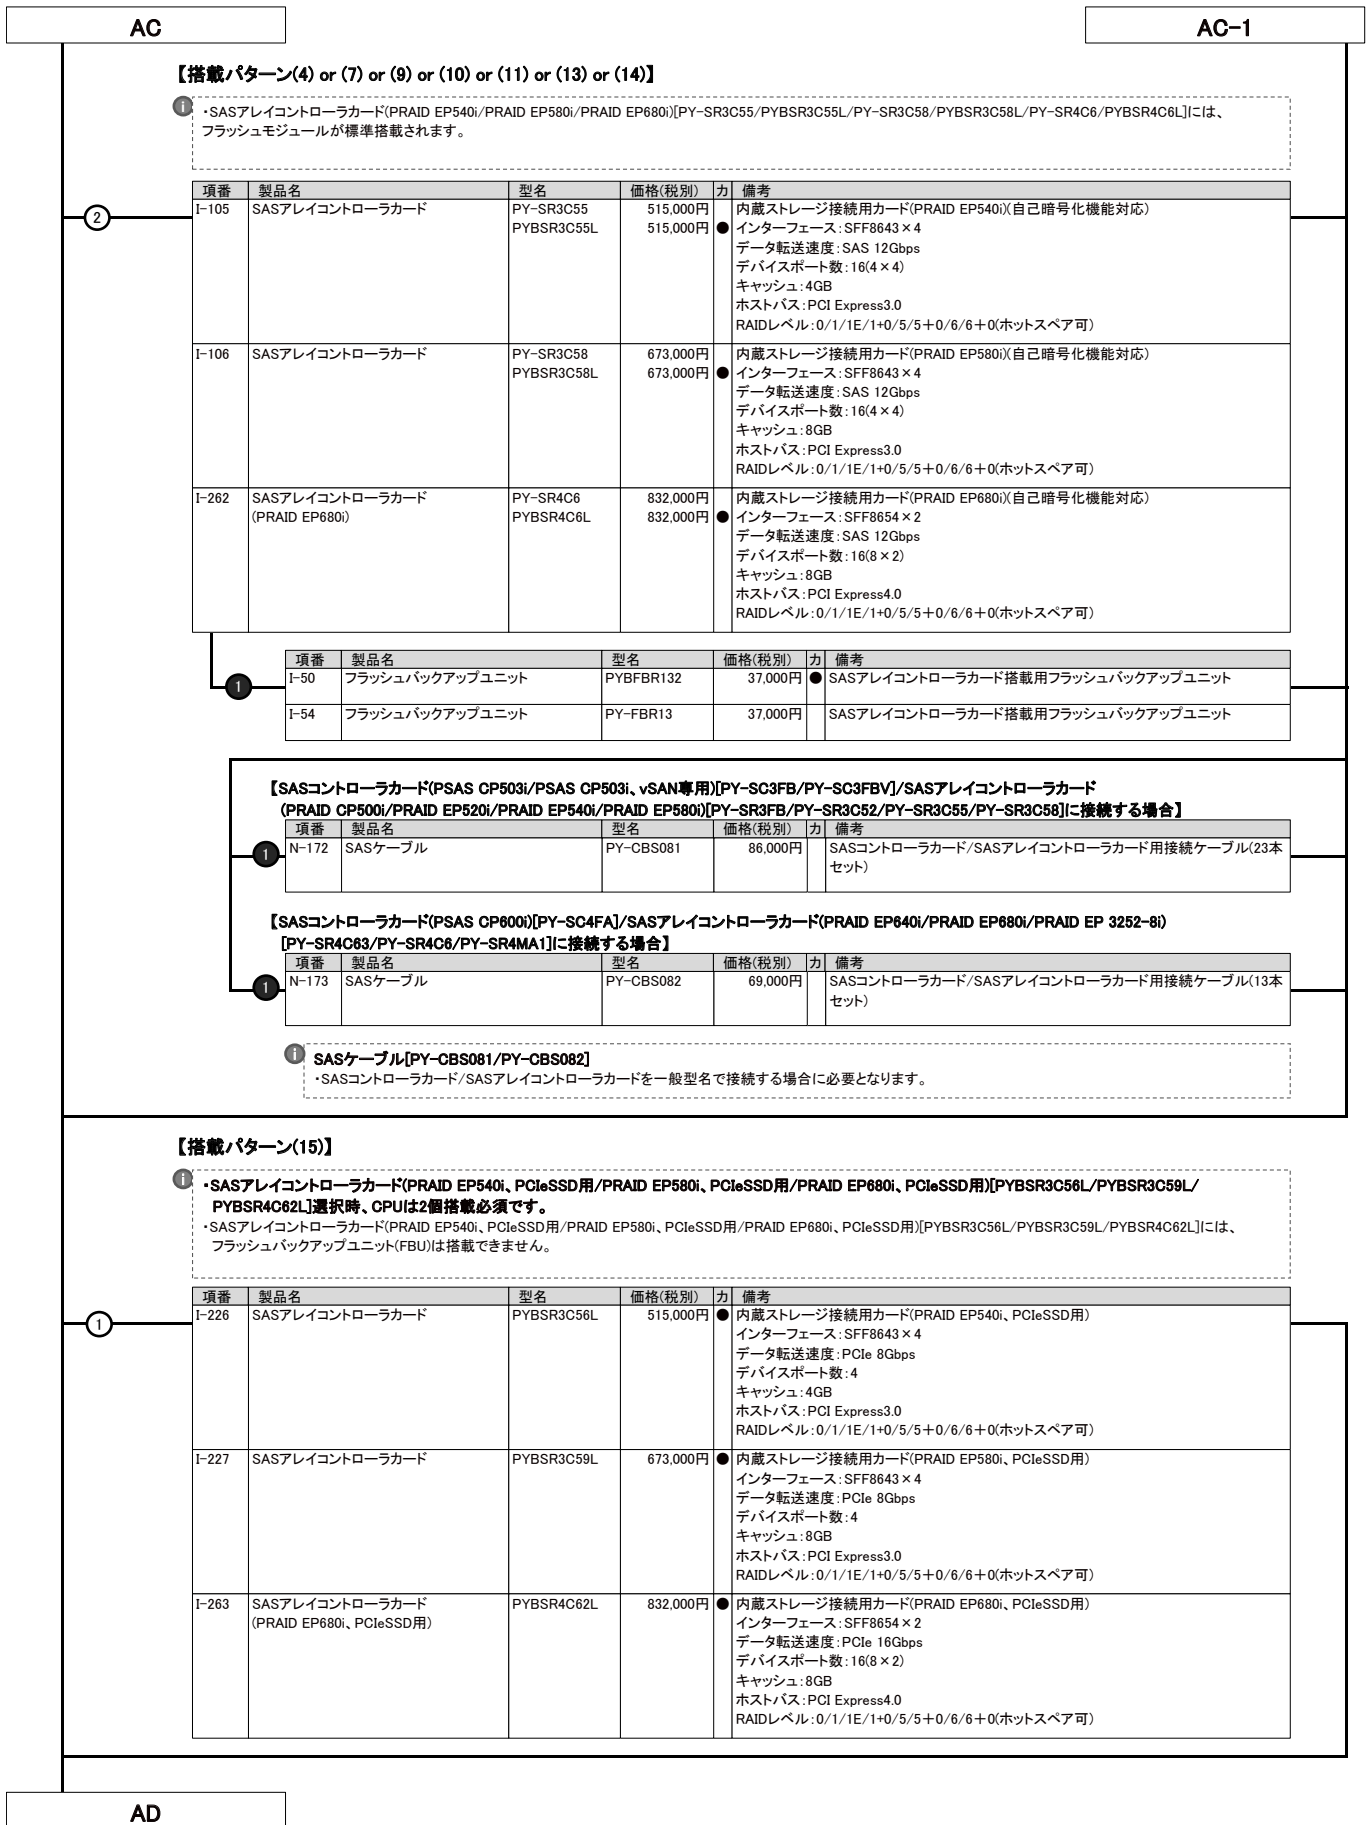 AC
AC-1
【搭載パターン(4) or (7) or (9) or (10) or (11) or (13) or (14)】
・SASアレイコントローラカード(PRAID EP540i/PRAID EP580i/PRAID EP680i)[PY-SR3C55/PYBSR3C55L/PY-SR3C58/PYBSR3C58L/PY-SR4C6/PYBSR4C6L]には、
フラッシュモジュールが標準搭載されます。
項番 製品名 型名 価格(税別) カ 備考
② I-105 SASアレイコントローラカード PY-SR3C55 515,000円 内蔵ストレージ接続用カード(PRAID EP540i)(自己暗号化機能対応)
PYBSR3C55L 515,000円 ● インターフェース：SFF8643×4
データ転送速度：SAS 12Gbps
デバイスポート数：16(4×4)
キャッシュ：4GB
ホストバス：PCI Express3.0
RAIDレベル：0/1/1E/1+0/5/5＋0/6/6＋0(ホットスペア可)
I-106 SASアレイコントローラカード PY-SR3C58 673,000円 内蔵ストレージ接続用カード(PRAID EP580i)(自己暗号化機能対応)
PYBSR3C58L 673,000円 ● インターフェース：SFF8643×4
データ転送速度：SAS 12Gbps
デバイスポート数：16(4×4)
キャッシュ：8GB
ホストバス：PCI Express3.0
RAIDレベル：0/1/1E/1+0/5/5＋0/6/6＋0(ホットスペア可)
I-262 SASアレイコントローラカード PY-SR4C6 832,000円 内蔵ストレージ接続用カード(PRAID EP680i)(自己暗号化機能対応)
(PRAID EP680i) PYBSR4C6L 832,000円 ● インターフェース：SFF8654×2
データ転送速度：SAS 12Gbps
デバイスポート数：16(8×2)
キャッシュ：8GB
ホストバス：PCI Express4.0
RAIDレベル：0/1/1E/1+0/5/5＋0/6/6＋0(ホットスペア可)
項番 製品名 型名 価格(税別) カ 備考
❶ I-50 フラッシュバックアップユニット PYBFBR132 37,000円 ● SASアレイコントローラカード搭載用フラッシュバックアップユニット
I-54 フラッシュバックアップユニット PY-FBR13 37,000円 SASアレイコントローラカード搭載用フラッシュバックアップユニット
【SASコントローラカード(PSAS CP503i/PSAS CP503i、vSAN専用)[PY-SC3FB/PY-SC3FBV]/SASアレイコントローラカード
(PRAID CP500i/PRAID EP520i/PRAID EP540i/PRAID EP580i)[PY-SR3FB/PY-SR3C52/PY-SR3C55/PY-SR3C58]に接続する場合】
項番 製品名 型名 価格(税別) カ 備考
❶ N-172 SASケーブル PY-CBS081 86,000円 SASコントローラカード/SASアレイコントローラカード用接続ケーブル(23本
セット)
【SASコントローラカード(PSAS CP600i)[PY-SC4FA]/SASアレイコントローラカード(PRAID EP640i/PRAID EP680i/PRAID EP 3252-8i)
[PY-SR4C63/PY-SR4C6/PY-SR4MA1]に接続する場合】
項番 製品名 型名 価格(税別) カ 備考
❶ N-173 SASケーブル PY-CBS082 69,000円 SASコントローラカード/SASアレイコントローラカード用接続ケーブル(13本
セット)
SASケーブル[PY-CBS081/PY-CBS082]
・SASコントローラカード/SASアレイコントローラカードを一般型名で接続する場合に必要となります。
【搭載パターン(15)】
・SASアレイコントローラカード(PRAID EP540i、PCIeSSD用/PRAID EP580i、PCIeSSD用/PRAID EP680i、PCIeSSD用)[PYBSR3C56L/PYBSR3C59L/
PYBSR4C62L]選択時、CPUは2個搭載必須です。
・SASアレイコントローラカード(PRAID EP540i、PCIeSSD用/PRAID EP580i、PCIeSSD用/PRAID EP680i、PCIeSSD用)[PYBSR3C56L/PYBSR3C59L/PYBSR4C62L]には、
フラッシュバックアップユニット(FBU)は搭載できません。
項番 製品名 型名 価格(税別) カ 備考
① I-226 SASアレイコントローラカード PYBSR3C56L 515,000円 ● 内蔵ストレージ接続用カード(PRAID EP540i、PCIeSSD用)
インターフェース：SFF8643×4
データ転送速度：PCIe 8Gbps
デバイスポート数：4
キャッシュ：4GB
ホストバス：PCI Express3.0
RAIDレベル：0/1/1E/1+0/5/5＋0/6/6＋0(ホットスペア可)
I-227 SASアレイコントローラカード PYBSR3C59L 673,000円 ● 内蔵ストレージ接続用カード(PRAID EP580i、PCIeSSD用)
インターフェース：SFF8643×4
データ転送速度：PCIe 8Gbps
デバイスポート数：4
キャッシュ：8GB
ホストバス：PCI Express3.0
RAIDレベル：0/1/1E/1+0/5/5＋0/6/6＋0(ホットスペア可)
I-263 SASアレイコントローラカード PYBSR4C62L 832,000円 ● 内蔵ストレージ接続用カード(PRAID EP680i、PCIeSSD用)
(PRAID EP680i、PCIeSSD用) インターフェース：SFF8654×2
データ転送速度：PCIe 16Gbps
デバイスポート数：16(8×2)
キャッシュ：8GB
ホストバス：PCI Express4.0
RAIDレベル：0/1/1E/1+0/5/5＋0/6/6＋0(ホットスペア可)
AD